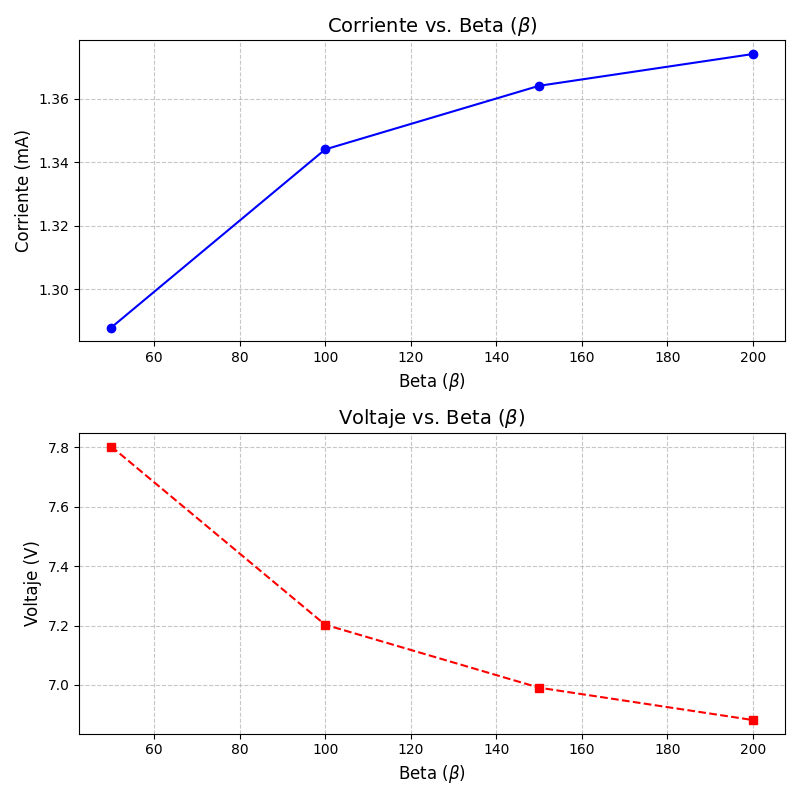 Corriente vs. Beta (β)
Corriente (mA)
1.36
1.34
1.32
1.30
60 80 100 120 140 160 180 200
Beta (β)
Voltaje vs. Beta (β)
Voltaje (V)
7.8
7.6
7.4
7.2
7.0
60 80 100 120 140 160 180 200
Beta (β)